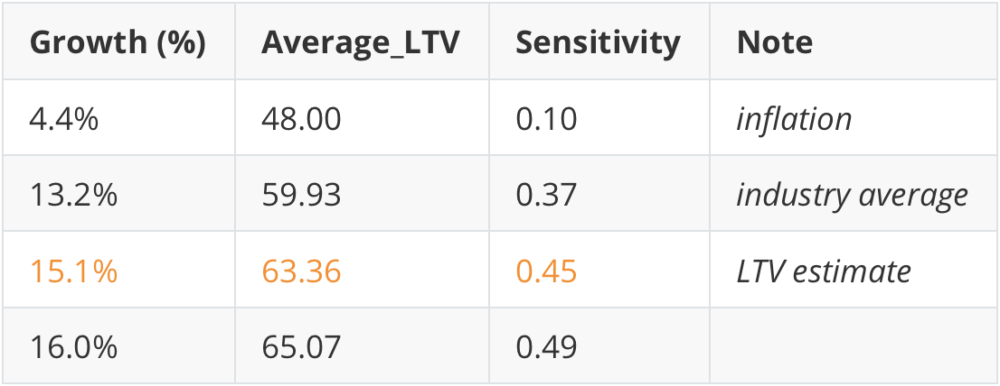 Growth (%) Average_LTV Sensitivity Note
4.4% 48.00 0.10 inflation
13.2% 59.93 0.37 industry average
15.1% 63.36 0.45 LTV estimate
16.0% 65.07 0.49